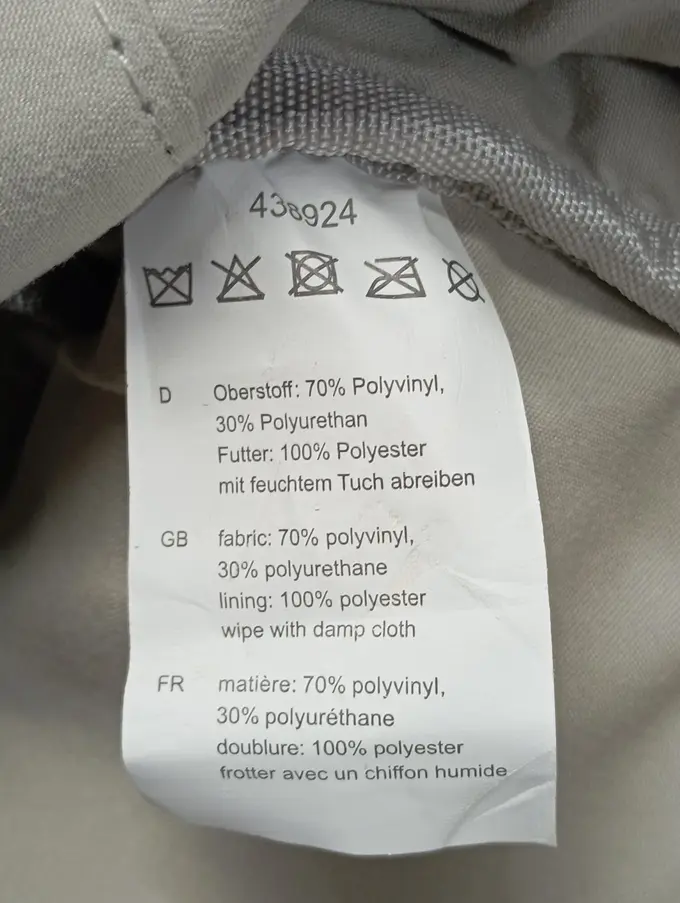 438924
D Oberstoff: 70% Polyvinyl,
30% Polyurethan
Futter: 100% Polyester
mit feuchtem Tuch abreiben
GB fabric: 70% polyvinyl,
30% polyurethane
lining: 100% polyester
wipe with damp cloth
FR matière: 70% polyvinyl,
30% polyuréthane
doublure: 100% polyester
frotter avec un chiffon humide